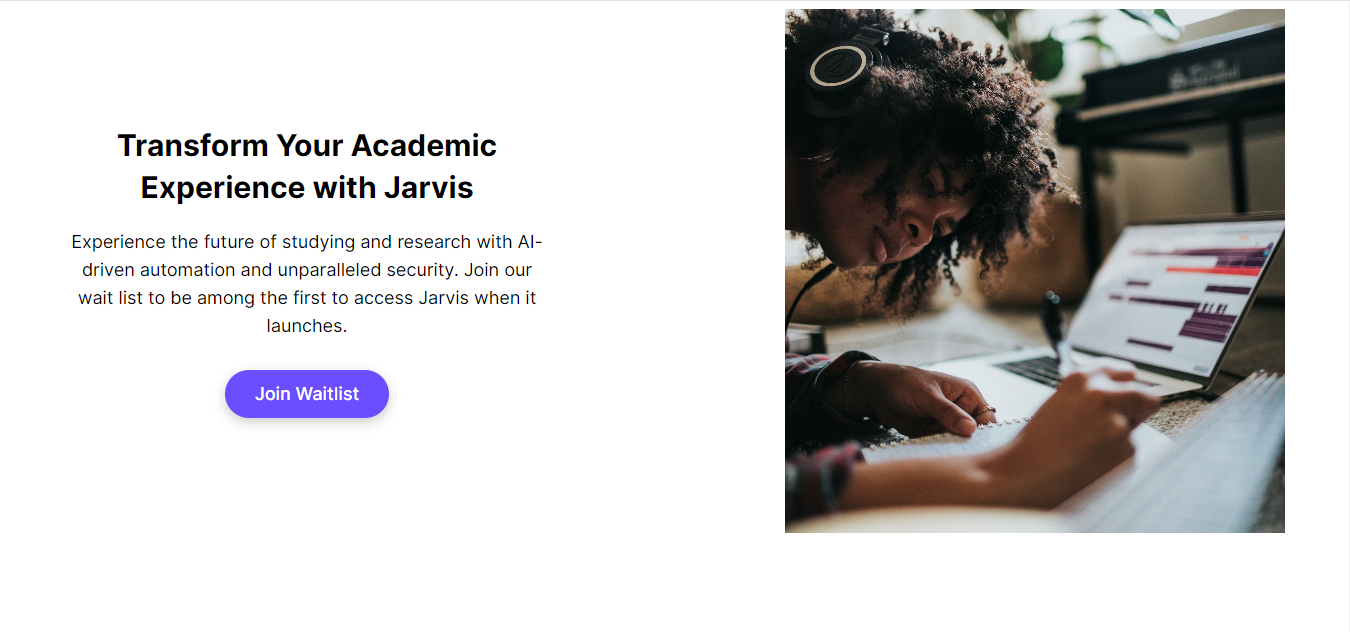 Transform Your Academic
Experience with Jarvis
Experience the future of studying and research with AI-
driven automation and unparalleled security. Join our
wait list to be among the first to access Jarvis when it
launches.
Join Waitlist